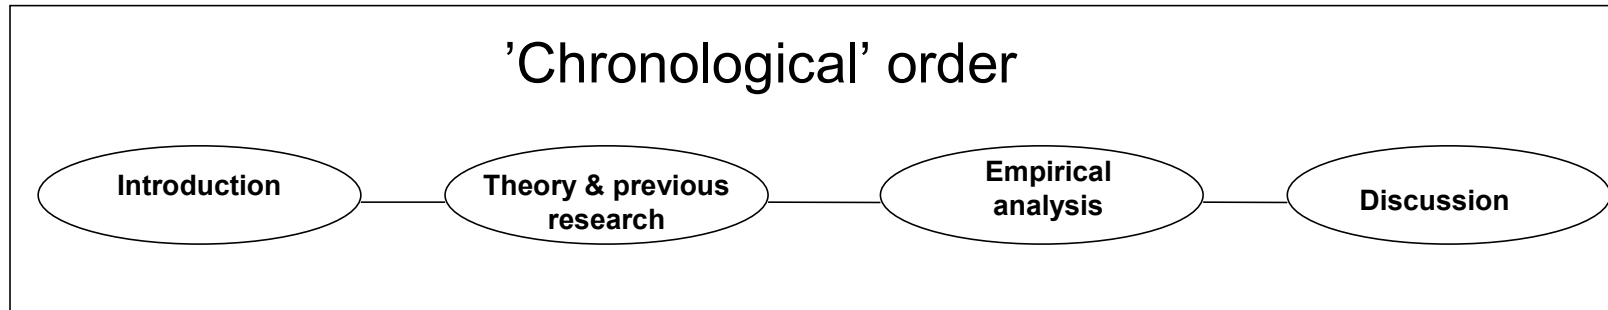 ’Chronological’ order
Introduction
Theory & previous
research
Empirical
analysis
Discussion